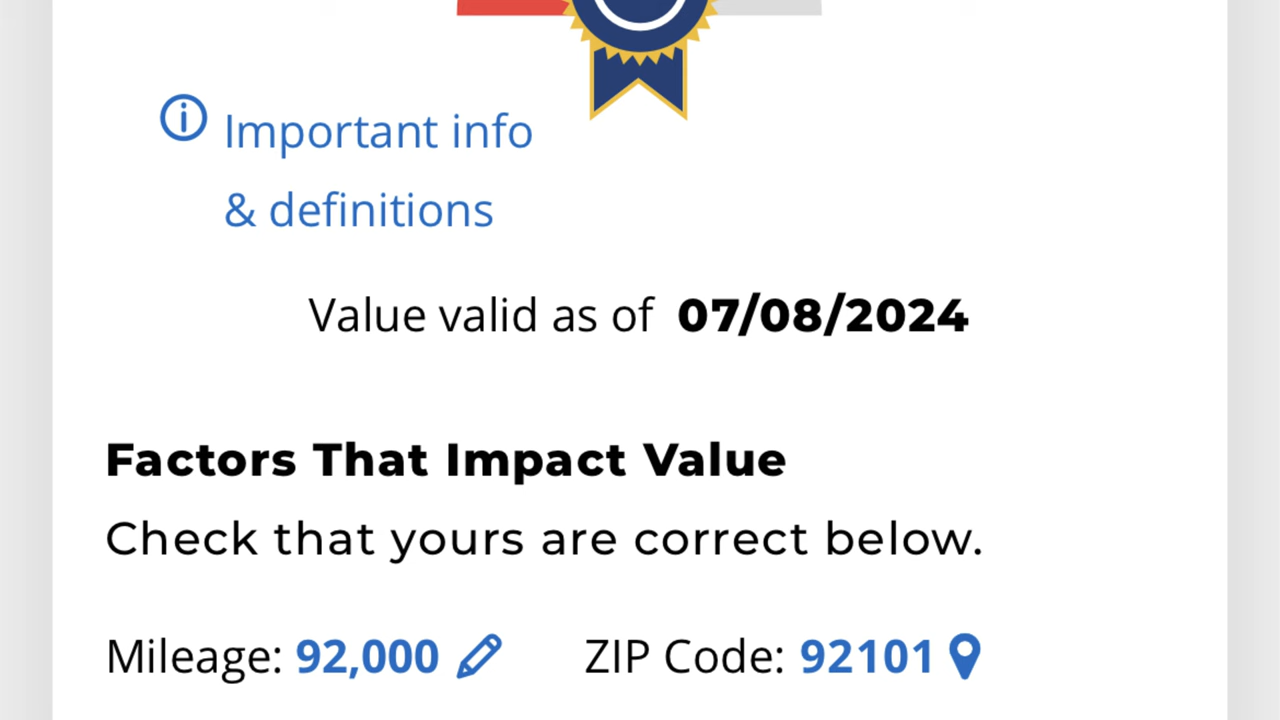 Important info
& definitions
Value valid as of 07/08/2024
Factors That Impact Value
Check that yours are correct below.
Mileage: 92,000 ZIP Code: 92101